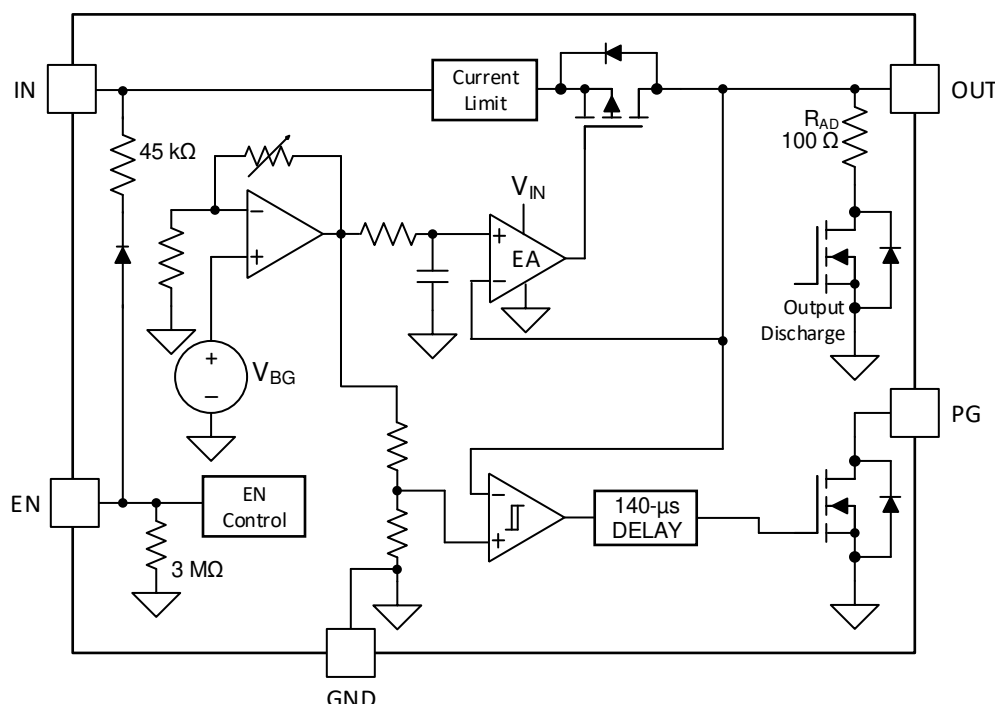 IN
Current
Limit
OUT
R_AD
100 Ω
45 kΩ
−
+
V_IN
+
EA
−
Output
Discharge
+
−
V_BG
PG
EN
EN
Control
−
+
140-μs
DELAY
3 MΩ
GND